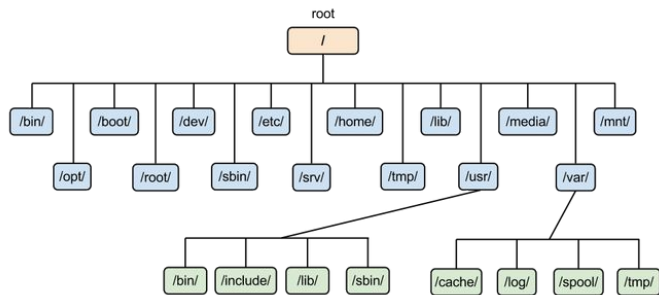 root
/
/bin/ /boot/ /dev/ /etc/ /home/ /lib/ /media/ /mnt/
/opt/ /root/ /sbin/ /srv/ /tmp/ /usr/ /var/
/bin/ /include/ /lib/ /sbin/ /cache/ /log/ /spool/ /tmp/